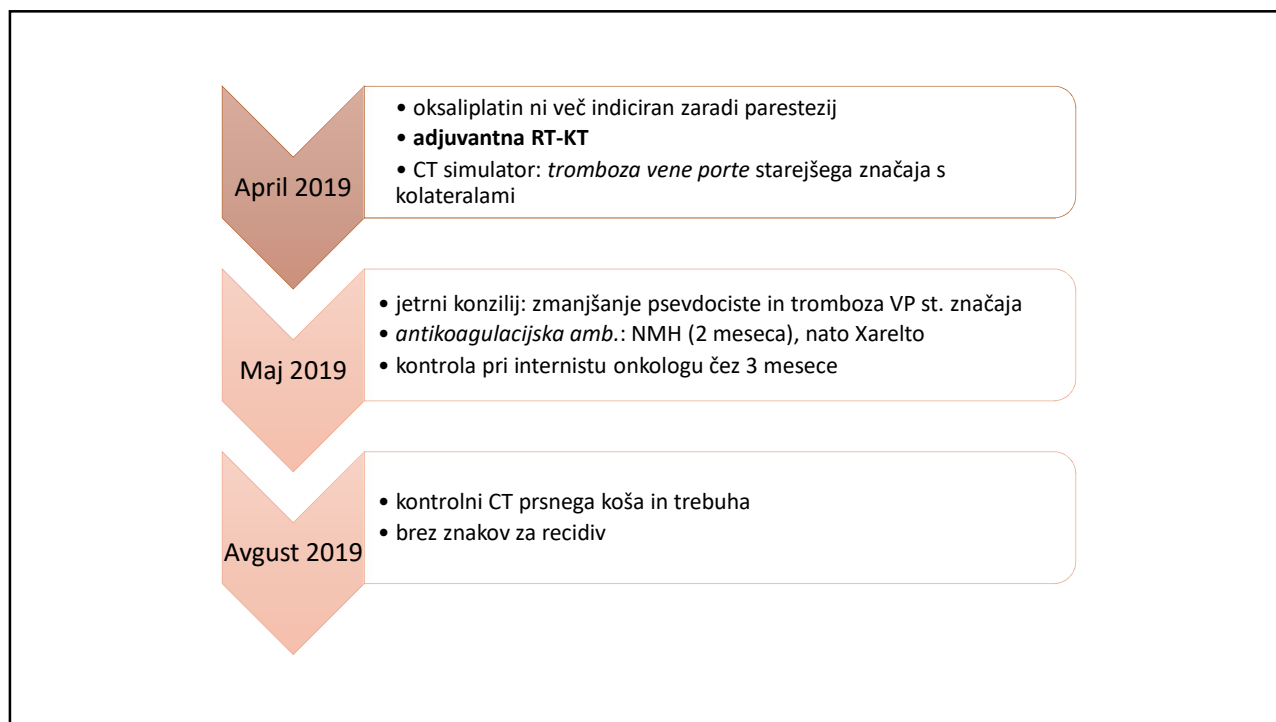 April 2019
• oksaliplatin ni več indiciran zaradi parestezij
• adjuvantna RT-KT
• CT simulator: tromboza vene porte starejšega značaja s
kolateralami
Maj 2019
• jetrni konzilij: zmanjšanje psevdociste in tromboza VP st. značaja
• antikoagulacijska amb.: NMH (2 meseca), nato Xarelto
• kontrola pri internistu onkologu čez 3 mesece
Avgust 2019
• kontrolni CT prsnega koša in trebuha
• brez znakov za recidiv